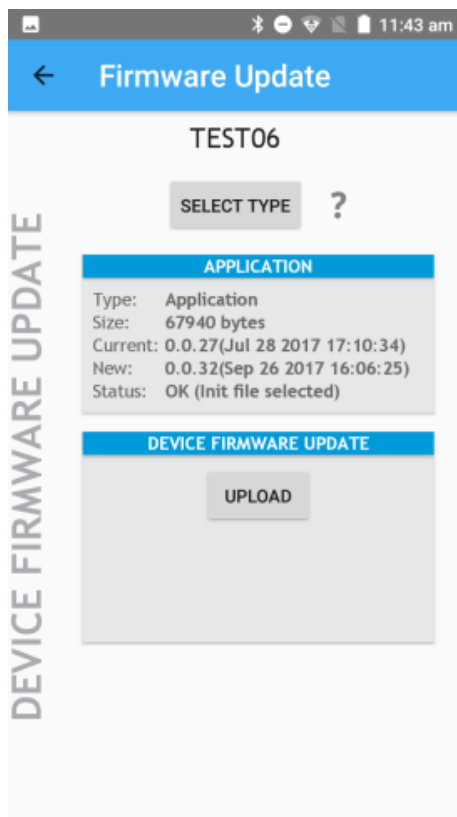 11:43 am
Firmware Update
TEST06
SELECT TYPE ?
DEVICE FIRMWARE UPDATE
APPLICATION
Type: Application
Size: 67940 bytes
Current: 0.0.27(Jul 28 2017 17:10:34)
New: 0.0.32(Sep 26 2017 16:06:25)
Status: OK (Init file selected)
DEVICE FIRMWARE UPDATE
UPLOAD